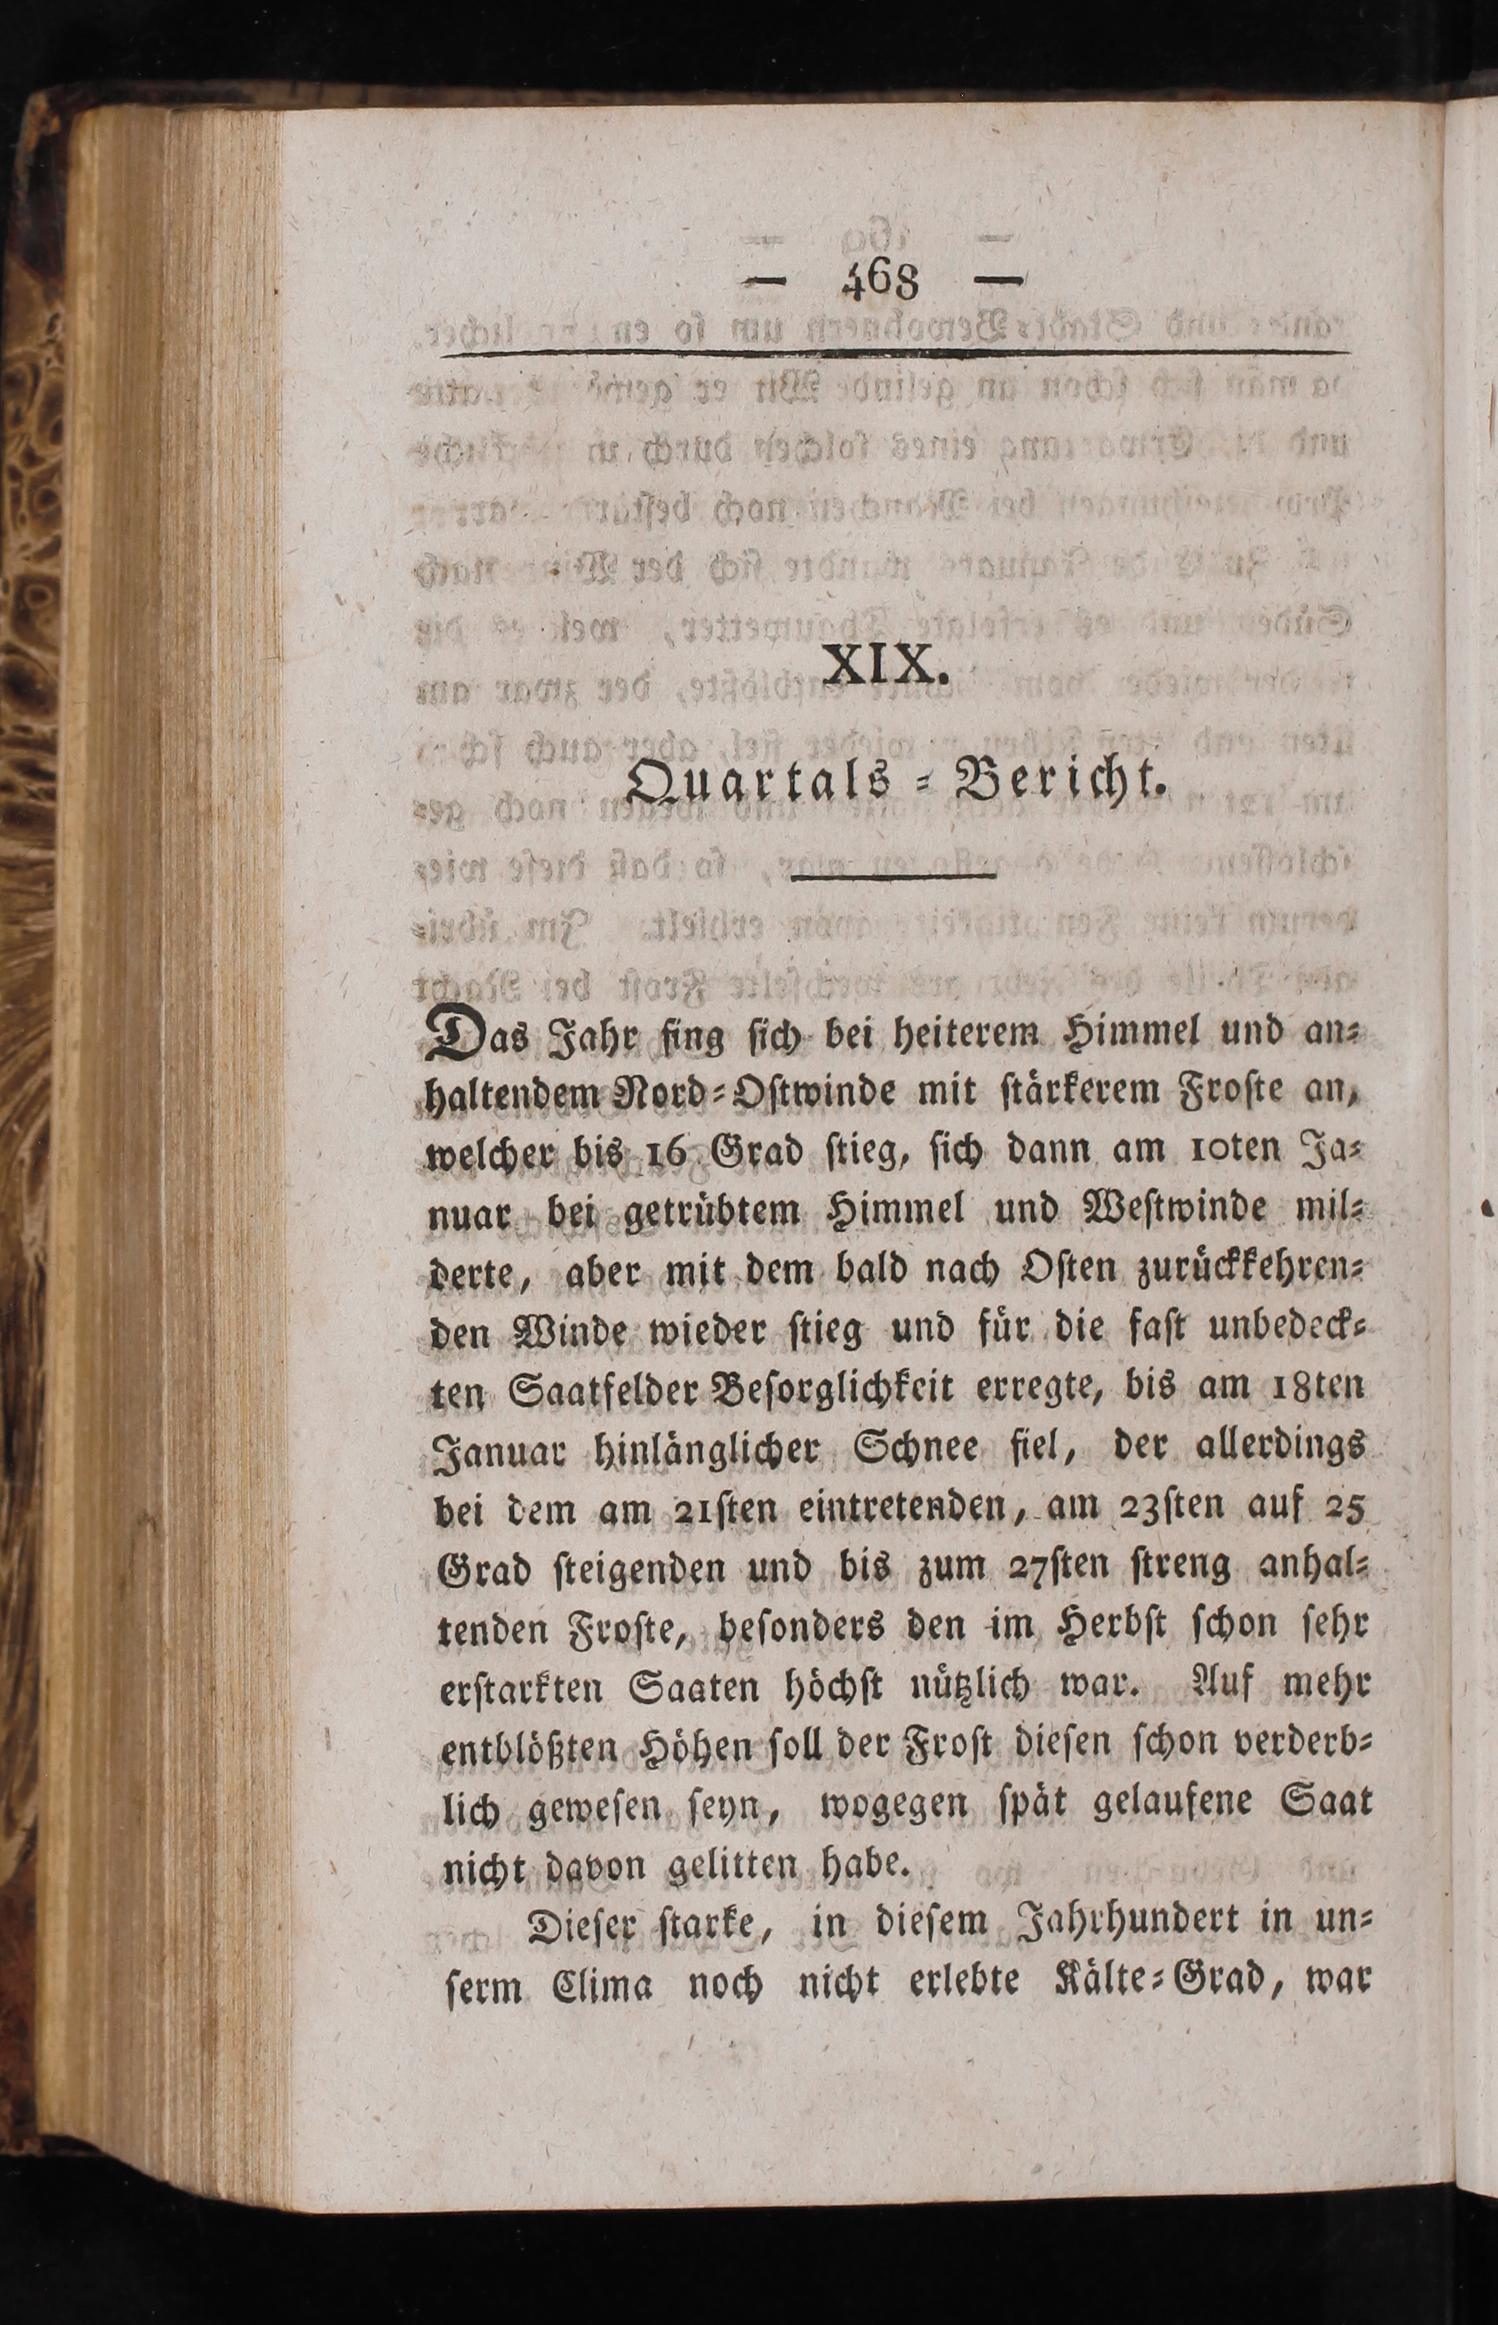 — 468 —
XIX.
Quartals-Bericht.
Das Jahr fing sich bei heiterem Himmel und an-
haltendem Nord-Ostwinde mit stärkerem Froste an,
welcher bis 16 Grad stieg, sich dann am 10ten Ja-
nuar bei getrübtem Himmel und Westwinde mil-
derte, aber mit dem bald nach Osten zurückkehren-
den Winde wieder stieg und für die fast unbedeck-
ten Saatfelder Besorglichkeit erregte, bis am 18ten
Januar hinlänglicher Schnee fiel, der allerdings
bei dem am 21sten eintretenden, am 23sten auf 25
Grad steigenden und bis zum 27sten streng anhal-
tenden Froste, besonders den im Herbst schon sehr
erstarkten Saaten höchst nützlich war. Auf mehr
entblößten Höhen soll der Frost diesen schon verderb-
lich gewesen seyn, wogegen spät gelaufene Saat
nicht davon gelitten habe.
Dieser starke, in diesem Jahrhundert in un-
serm Clima noch nicht erlebte Kälte-Grad, war